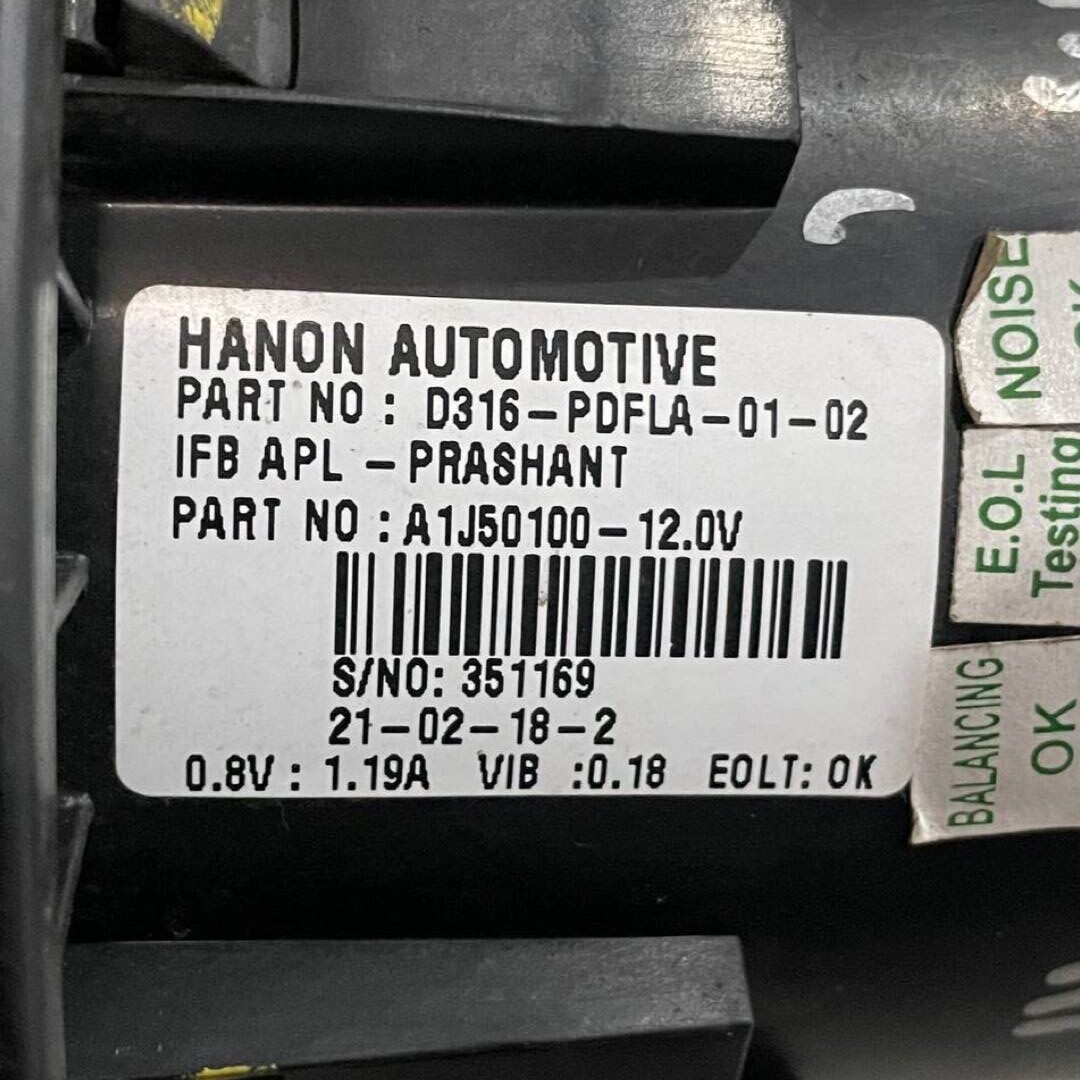 HANON AUTOMOTIVE
PART NO : D316-PDFLA-01-02
IFB APL - PRASHANT
PART NO : A1J50100-12.0V
S/NO: 351169
21-02-18-2
0.8V : 1.19A VIB :0.18 EOLT: OK
NOISE
OK
E.O.L
Testing
BALANCING
OK